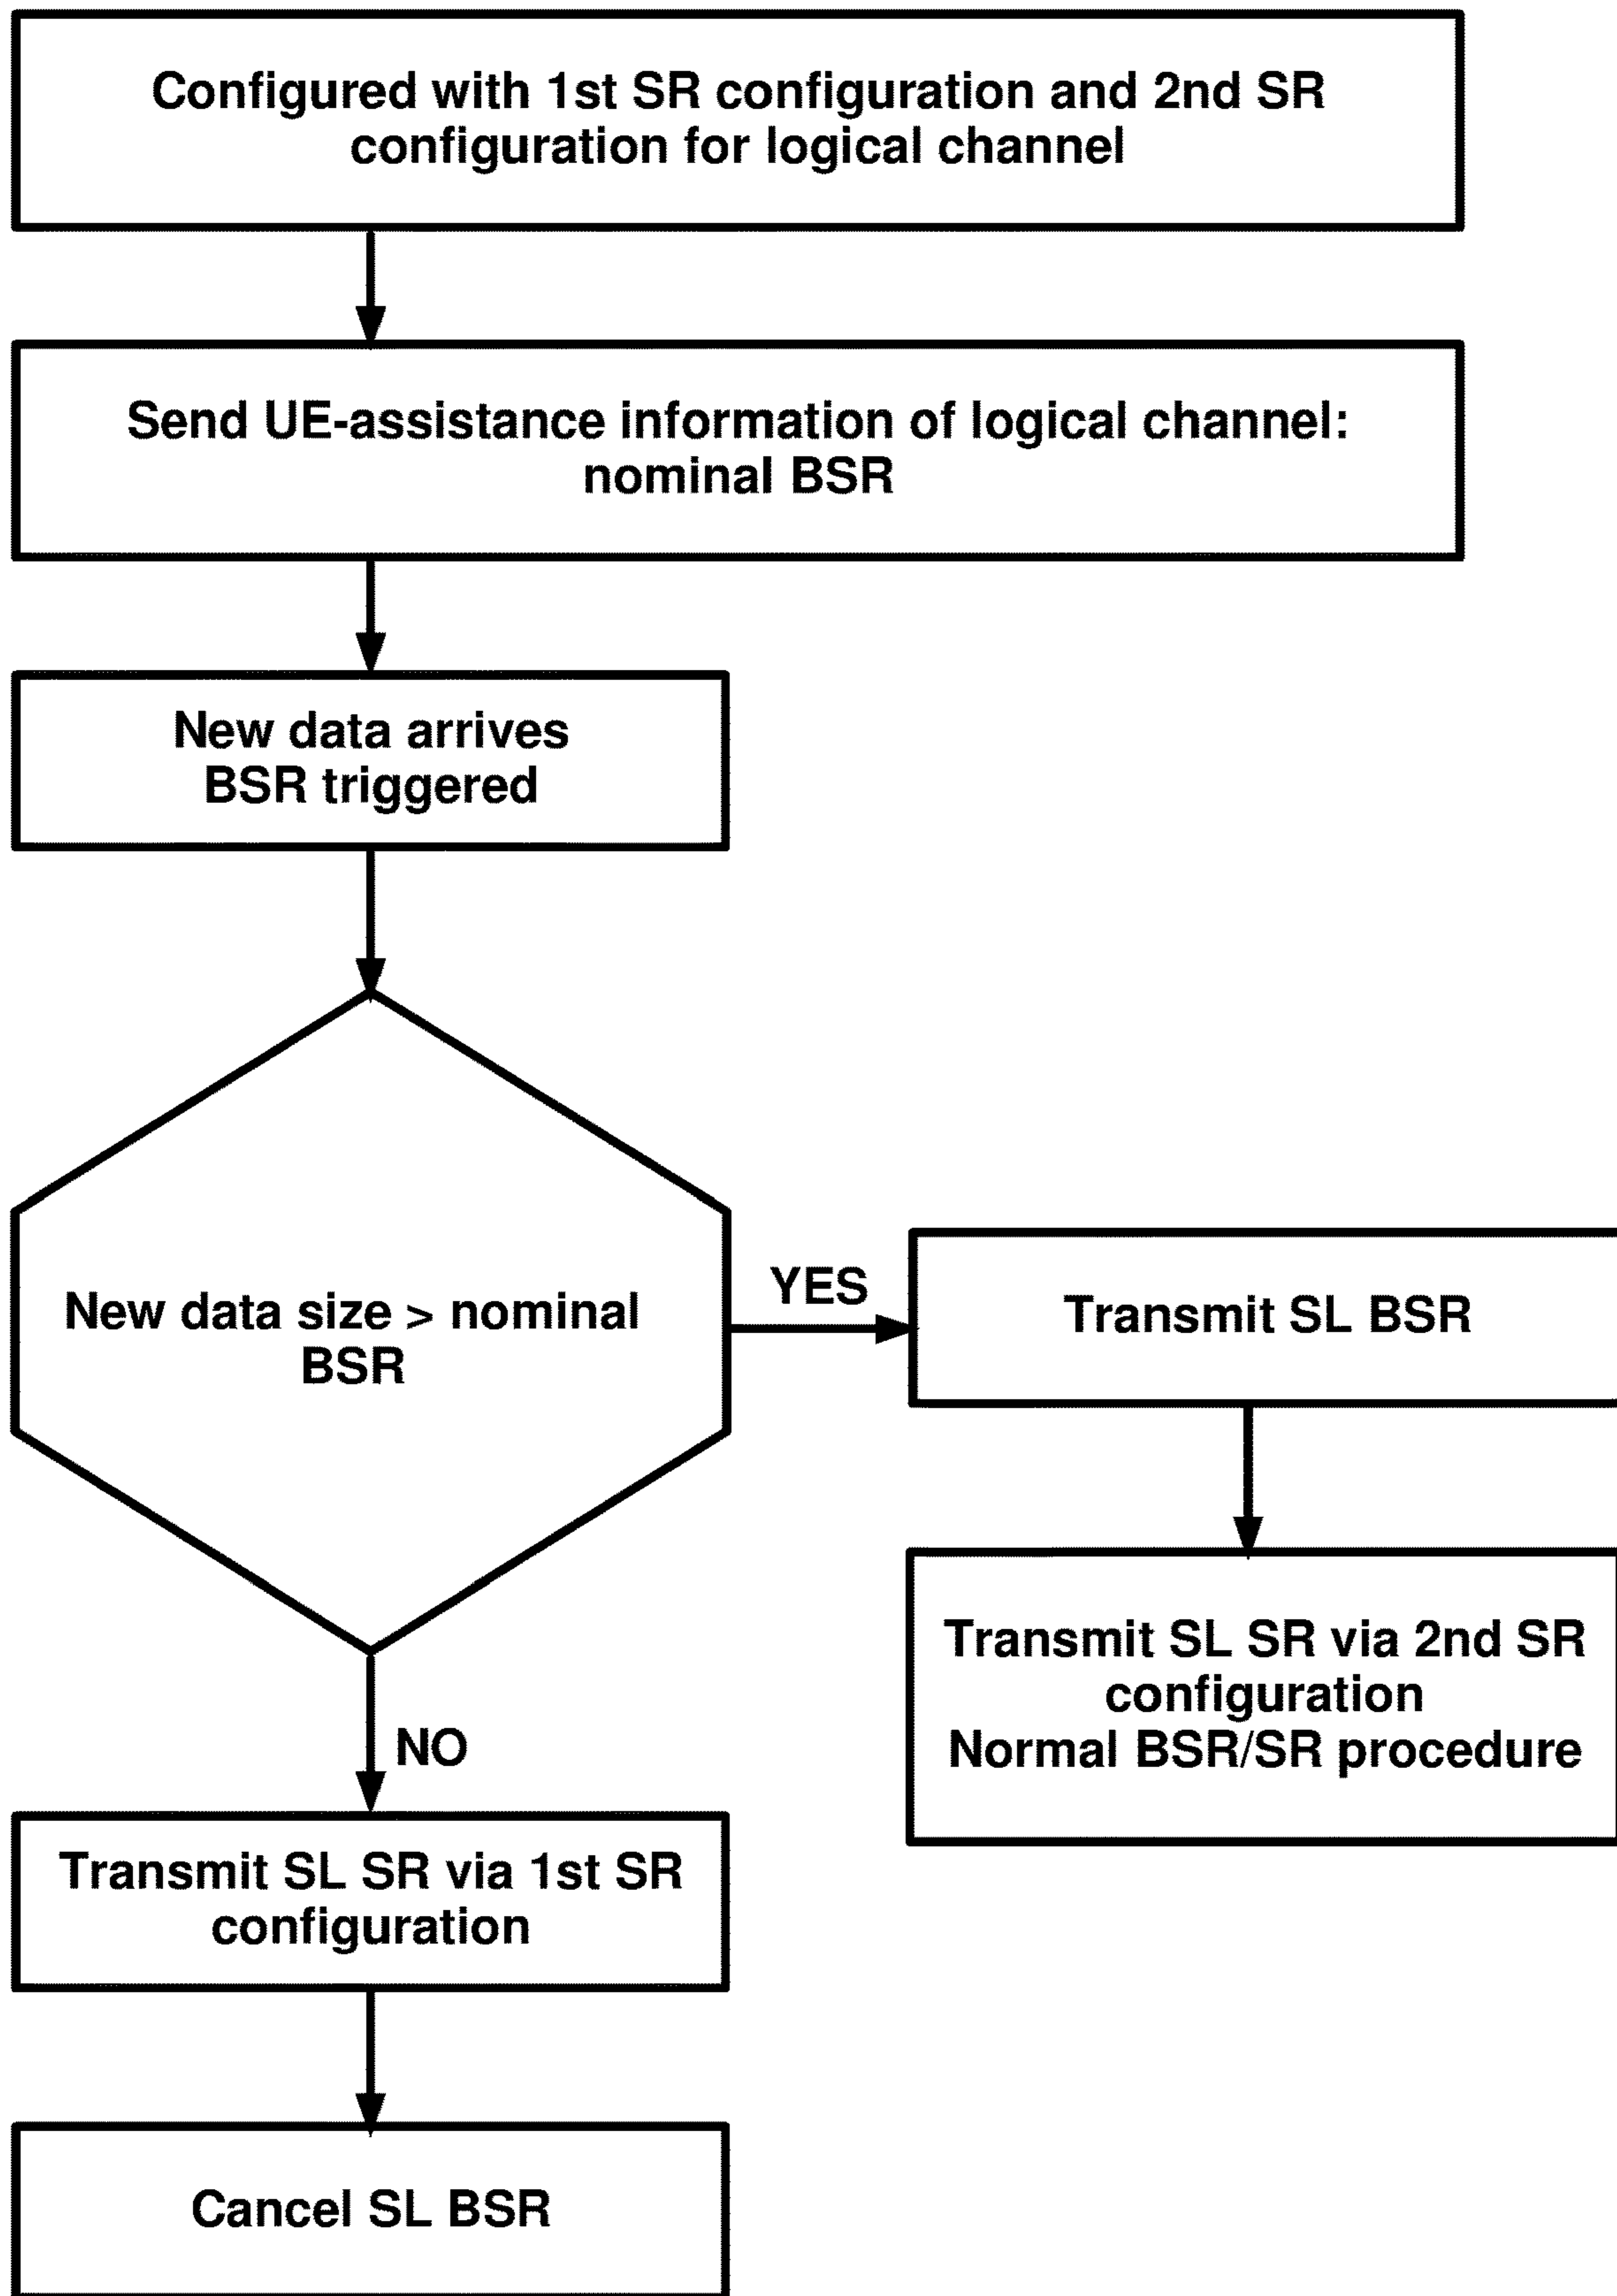 Configured with 1st SR configuration and 2nd SR
configuration for logical channel
Send UE-assistance information of logical channel:
nominal BSR
New data arrives
BSR triggered
New data size > nominal
BSR
YES
Transmit SL BSR
Transmit SL SR via 2nd SR
configuration
Normal BSR/SR procedure
NO
Transmit SL SR via 1st SR
configuration
Cancel SL BSR